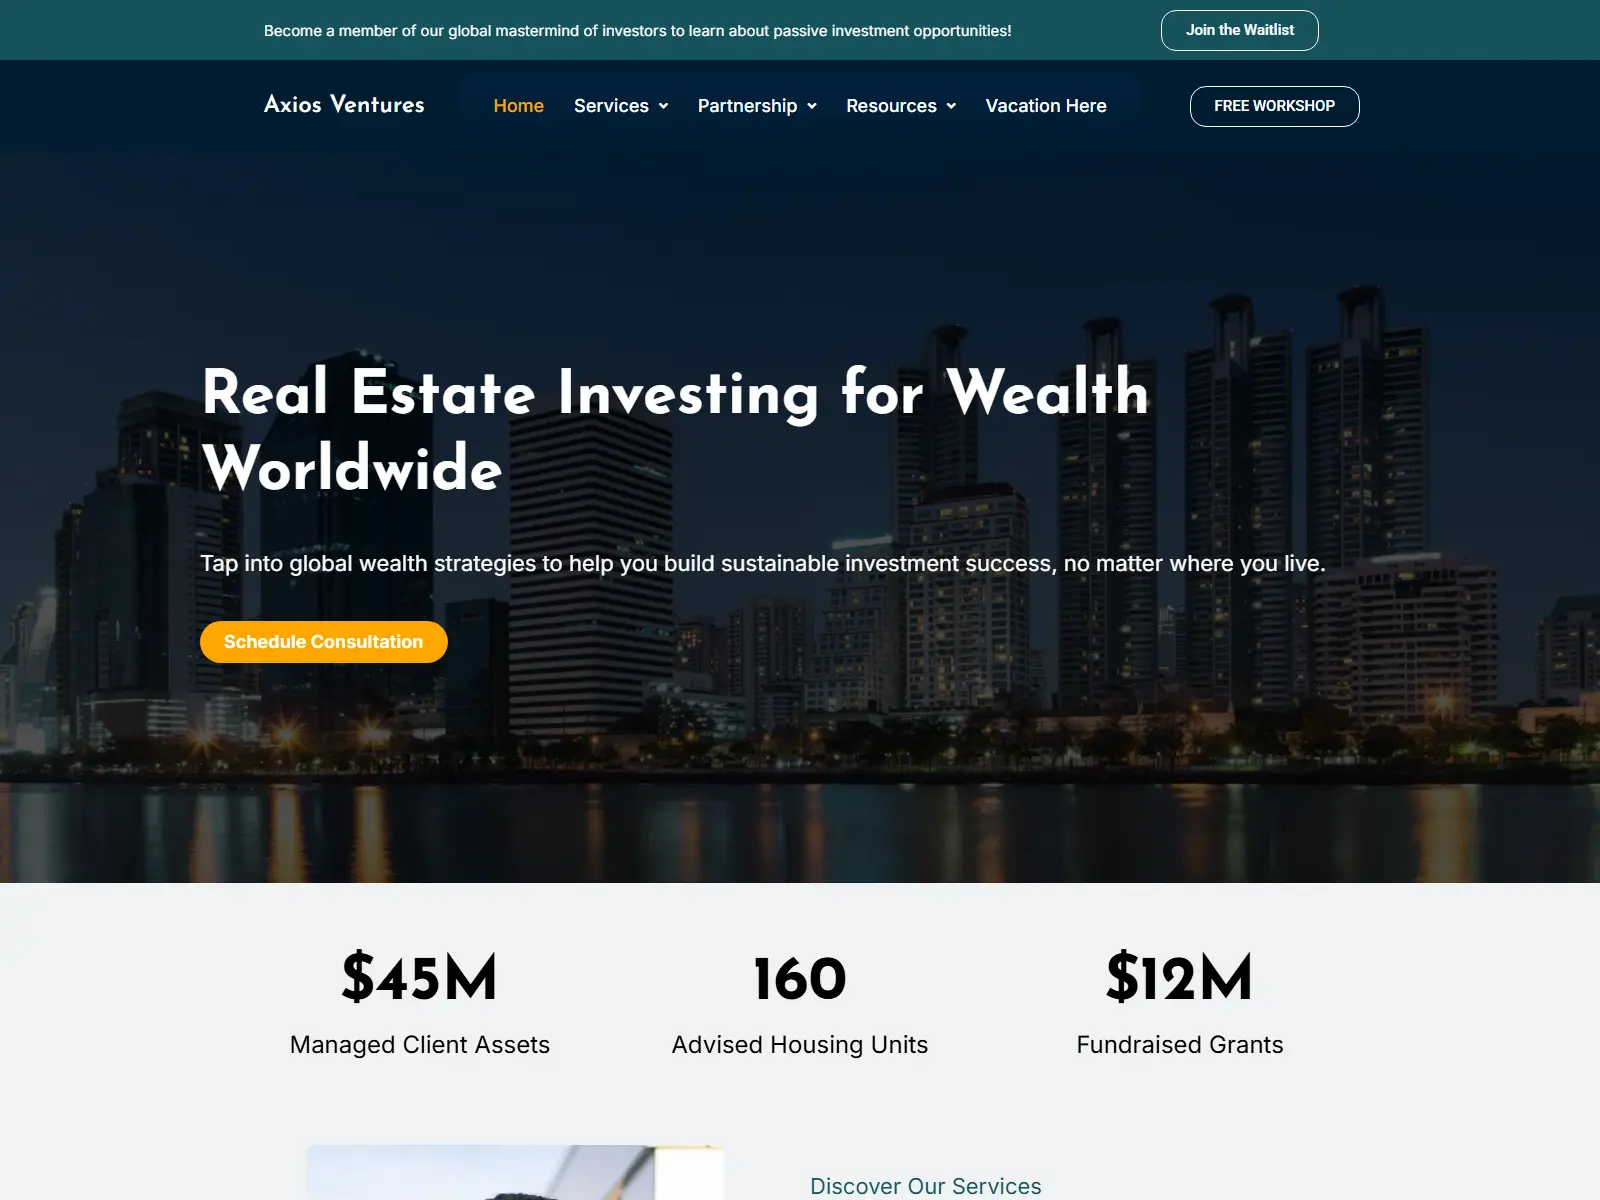 Become a member of our global mastermind of investors to learn about passive investment opportunities!
Join the Waitlist
Axios Ventures
Home
Services
Partnership
Resources
Vacation Here
FREE WORKSHOP
Real Estate Investing for Wealth
Worldwide
Tap into global wealth strategies to help you build sustainable investment success, no matter where you live.
Schedule Consultation
$45M
Managed Client Assets
160
Advised Housing Units
$12M
Fundraised Grants
Discover Our Services